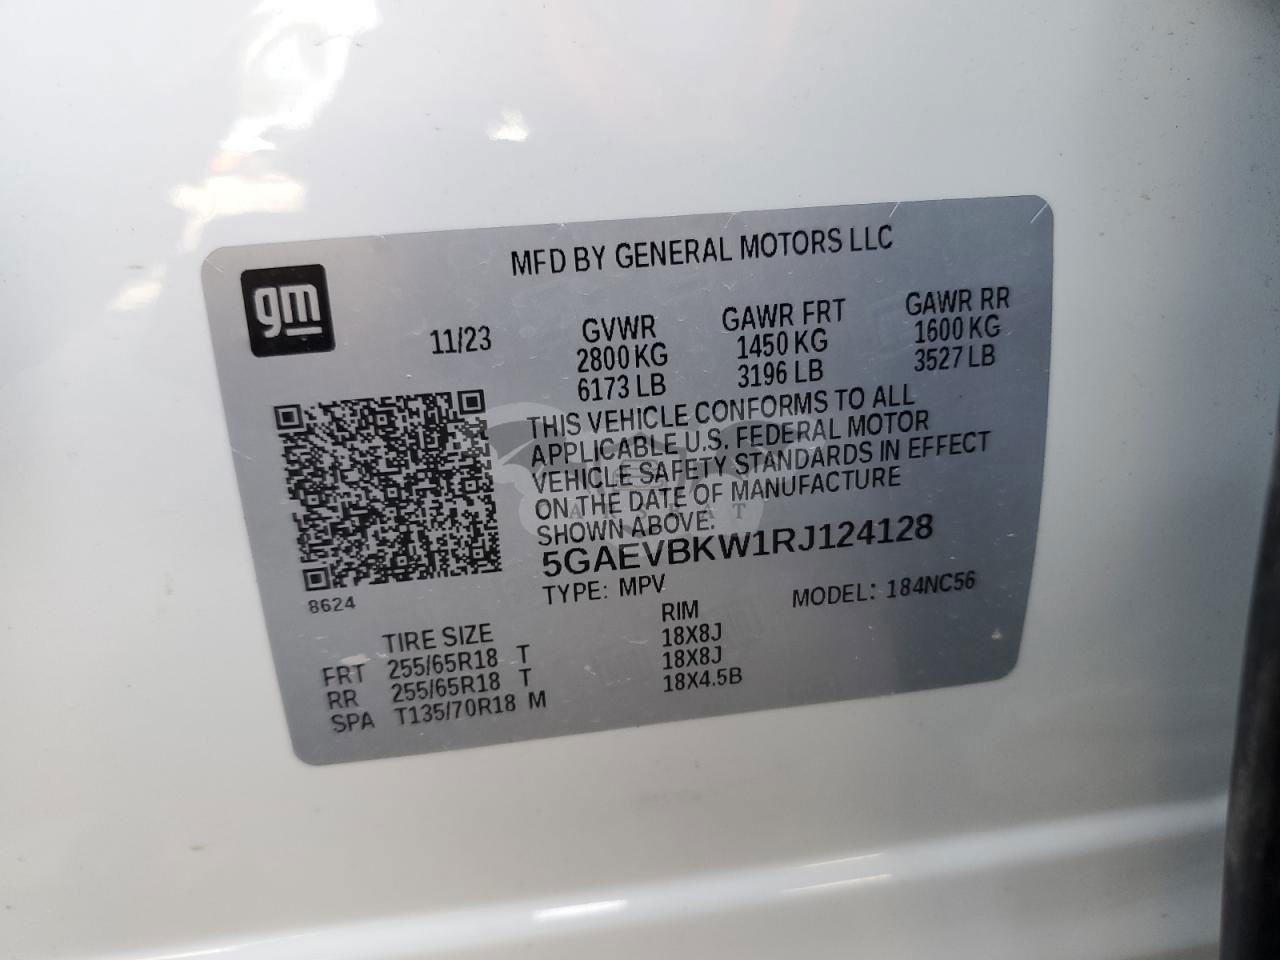 MFD BY GENERAL MOTORS LLC
gm
11/23
GVWR
2800 KG
6173 LB
GAWR FRT
1450 KG
3196 LB
GAWR RR
1600 KG
3527 LB
THIS VEHICLE CONFORMS TO ALL
APPLICABLE U.S. FEDERAL MOTOR
VEHICLE SAFETY STANDARDS IN EFFECT
ON THE DATE OF MANUFACTURE
SHOWN ABOVE:
5GAEVBKW1RJ124128
8624
TYPE: MPV
MODEL: 184NC56
TIRE SIZE RIM
FRT 255/65R18 T 18X8J
RR 255/65R18 T 18X8J
SPA T135/70R18 M 18X4.5B